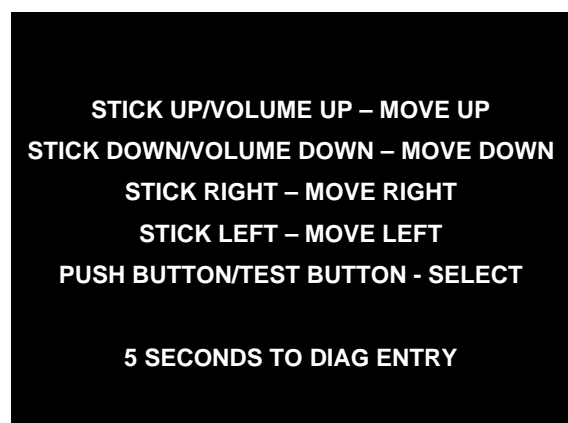 STICK UP/VOLUME UP – MOVE UP
STICK DOWN/VOLUME DOWN – MOVE DOWN
STICK RIGHT – MOVE RIGHT
STICK LEFT – MOVE LEFT
PUSH BUTTON/TEST BUTTON - SELECT
5 SECONDS TO DIAG ENTRY